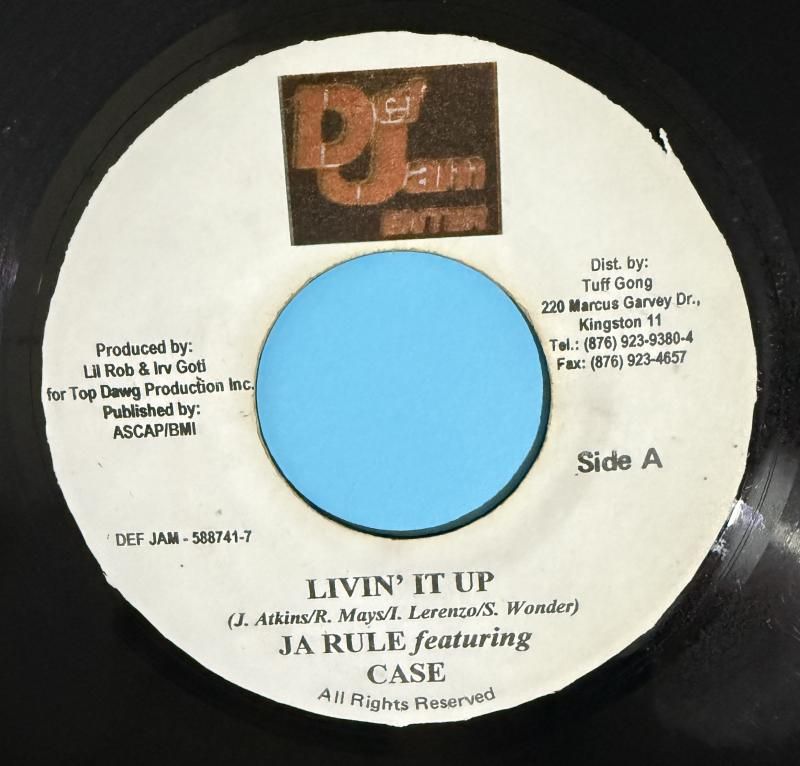 Def
Jam
ENTER
Produced by:
Lil Rob & Irv Goti
for Top Dawg Production Inc.
Published by:
ASCAP/BMI
Dist. by:
Tuff Gong
220 Marcus Garvey Dr.,
Kingston 11
Tel.: (876) 923-9380-4
Fax: (876) 923-4657
Side A
DEF JAM - 588741-7
LIVIN' IT UP
(J. Atkins/R. Mays/I. Lerenzo/S. Wonder)
JA RULE featuring
CASE
All Rights Reserved